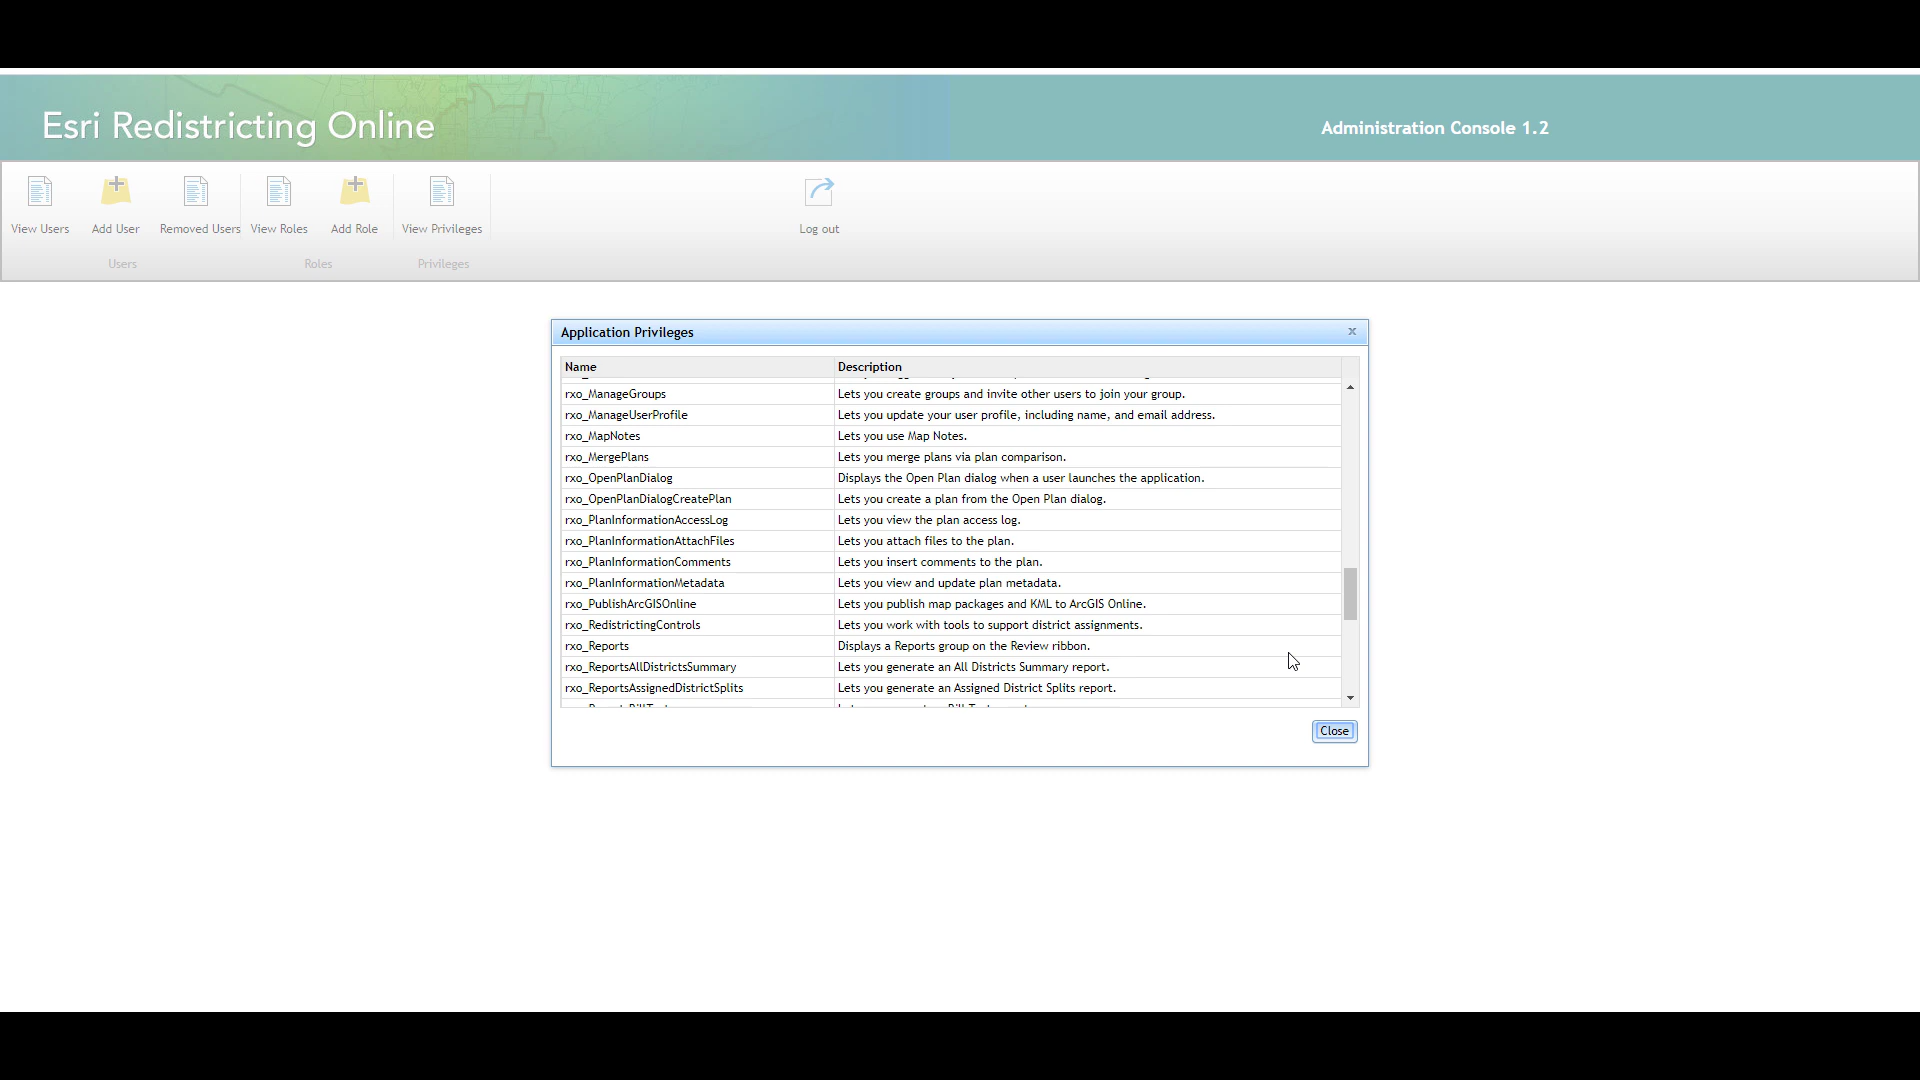 Esri Redistricting Online
Administration Console 1.2
View Users Add User Removed Users View Roles Add Role View Privileges Log out
Users Roles Privileges
Application Privileges
Name Description
rxo_ManageGroups Lets you create groups and invite other users to join your group.
rxo_ManageUserProfile Lets you update your user profile, including name, and email address.
rxo_MapNotes Lets you use Map Notes.
rxo_MergePlans Lets you merge plans via plan comparison.
rxo_OpenPlanDialog Displays the Open Plan dialog when a user launches the application.
rxo_OpenPlanDialogCreatePlan Lets you create a plan from the Open Plan dialog.
rxo_PlanInformationAccessLog Lets you view the plan access log.
rxo_PlanInformationAttachFiles Lets you attach files to the plan.
rxo_PlanInformationComments Lets you insert comments to the plan.
rxo_PlanInformationMetadata Lets you view and update plan metadata.
rxo_PublishArcGISOnline Lets you publish map packages and KML to ArcGIS Online.
rxo_RedistrictingControls Lets you work with tools to support district assignments.
rxo_Reports Displays a Reports group on the Review ribbon.
rxo_ReportsAllDistrictsSummary Lets you generate an All Districts Summary report.
rxo_ReportsAssignedDistrictSplits Lets you generate an Assigned District Splits report.
Close